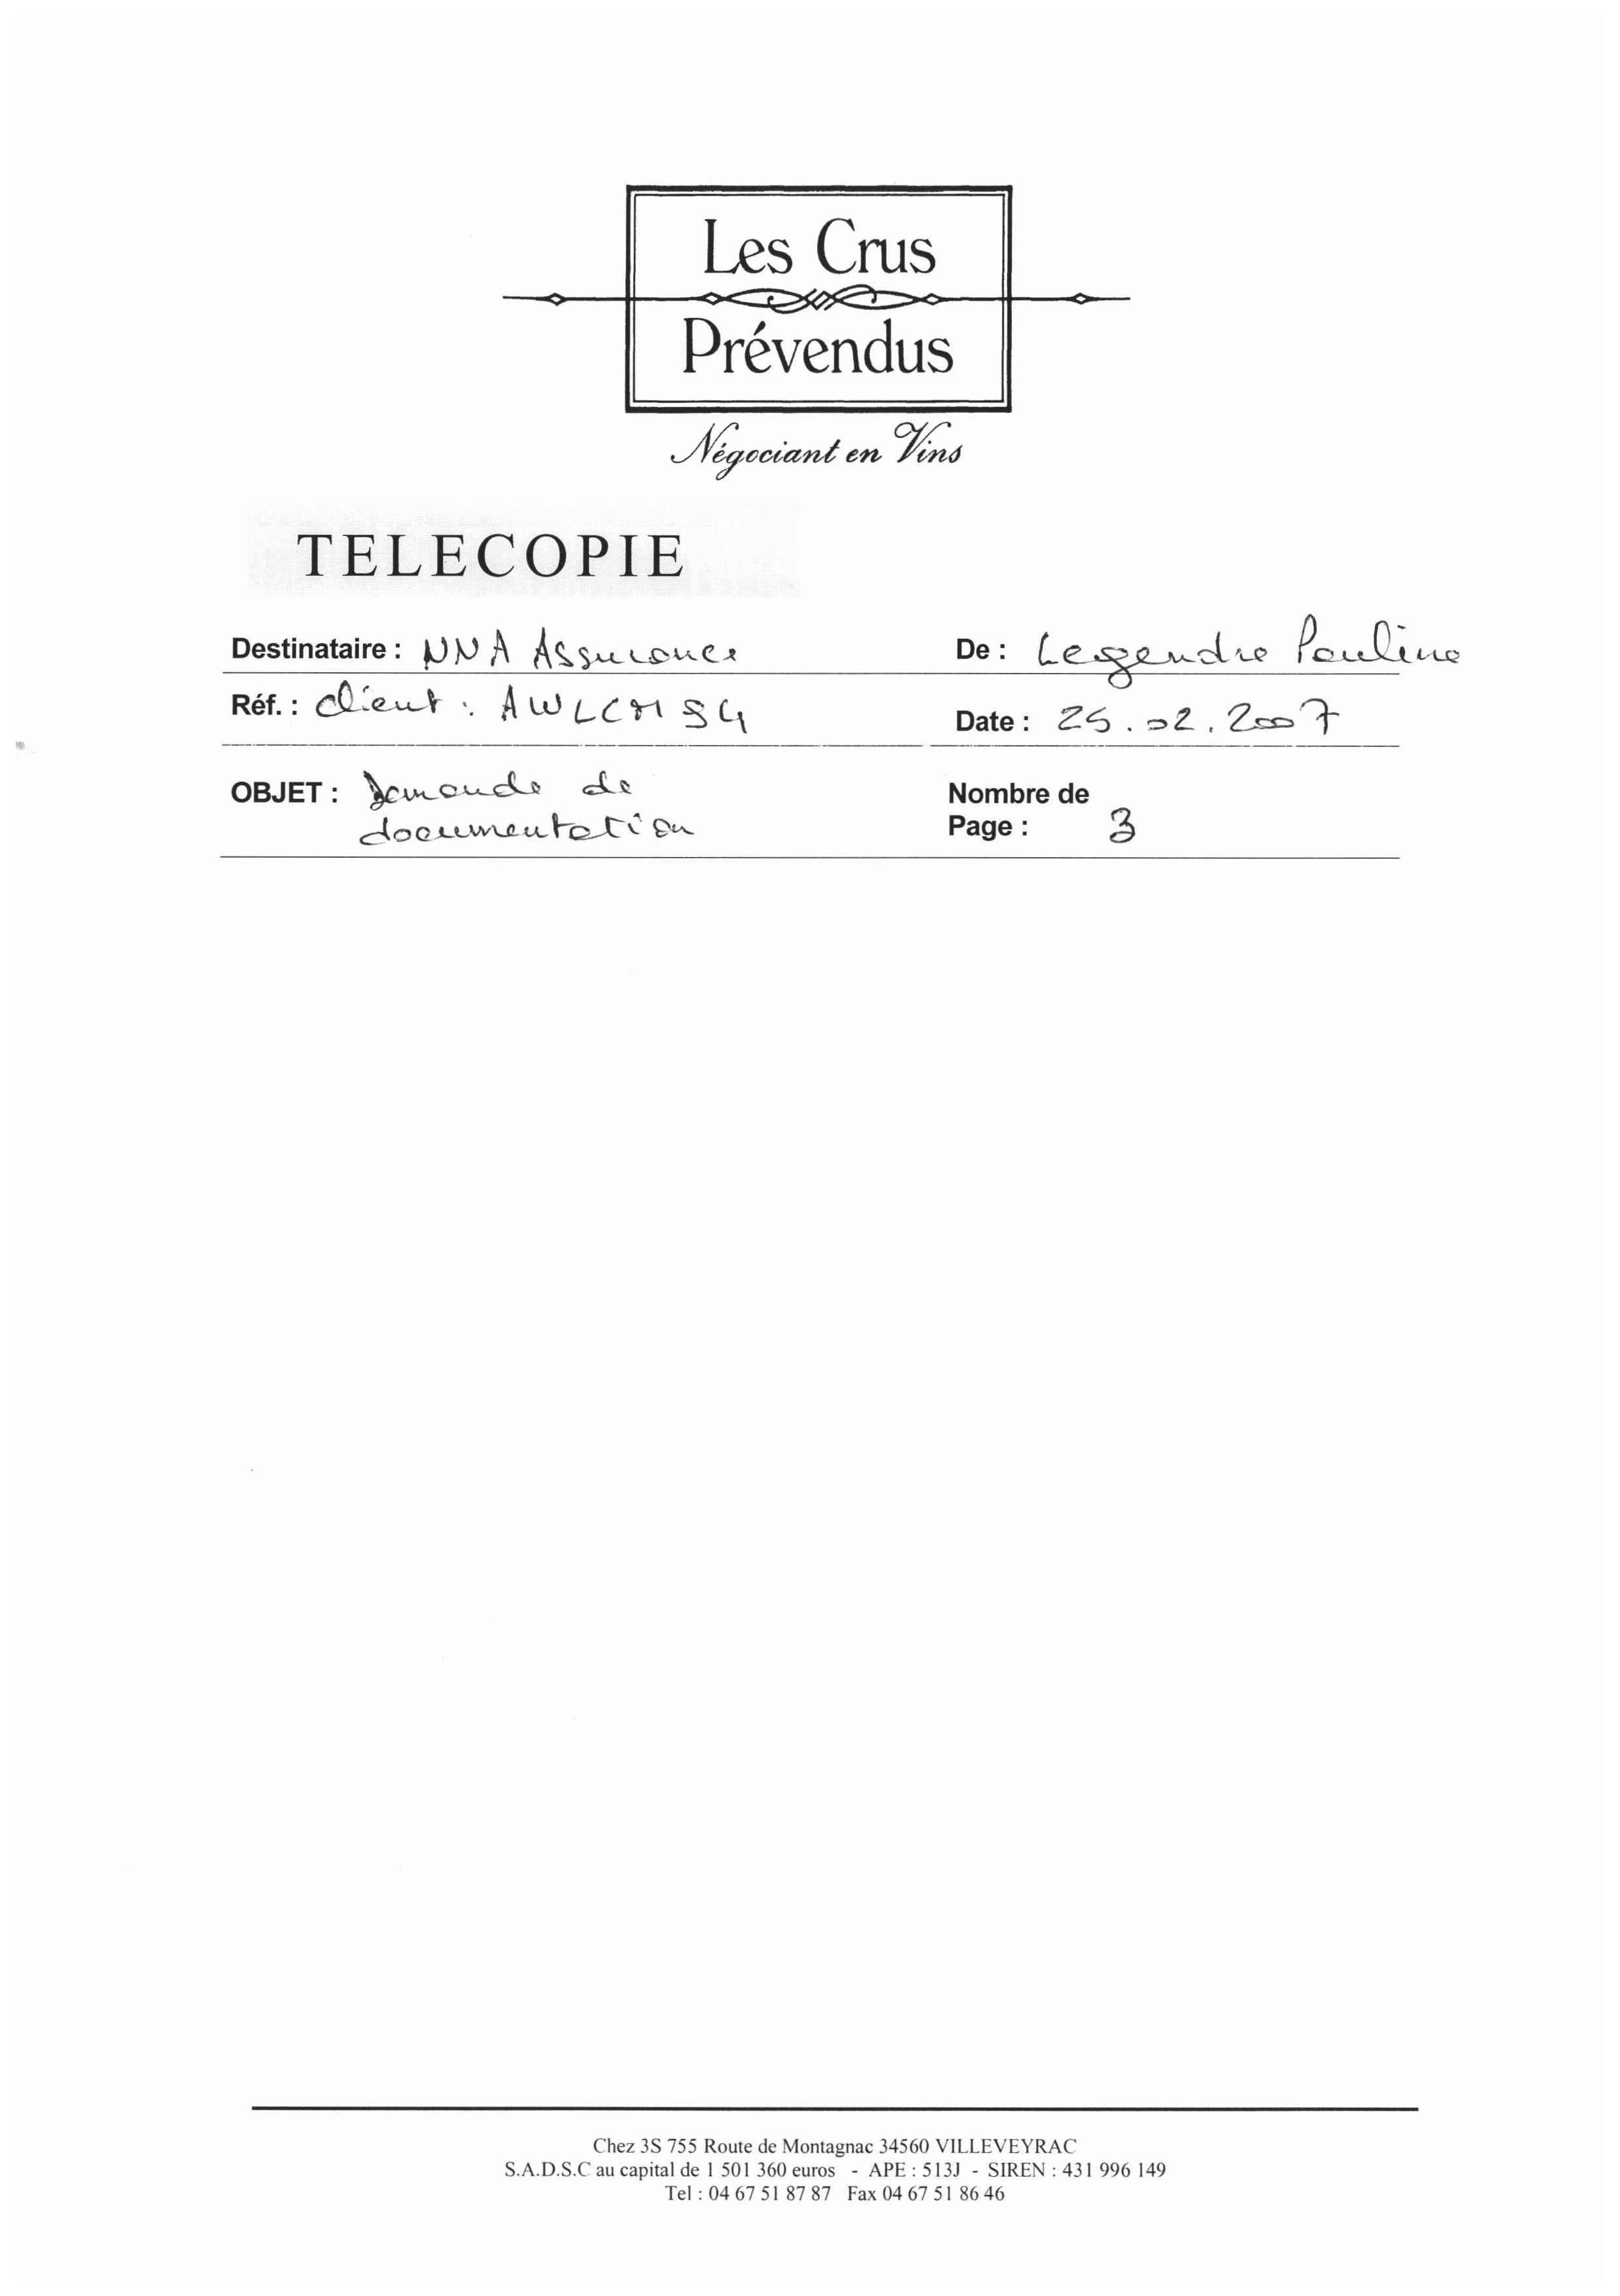 Les Crus
Prévendus
Négociant en Vins
TELECOPIE
Destinataire : NNA Assurance De : Legendre Pauline
Réf. : client : AWLCM94 Date : 25.02.2007
OBJET : Demande de Nombre de
documentation Page : 3
Chez 3S 755 Route de Montagnac 34560 VILLEVEYRAC
S.A.D.S.C au capital de 1 501 360 euros - APE : 513J - SIREN : 431 996 149
Tel : 04 67 51 87 87 Fax 04 67 51 86 46